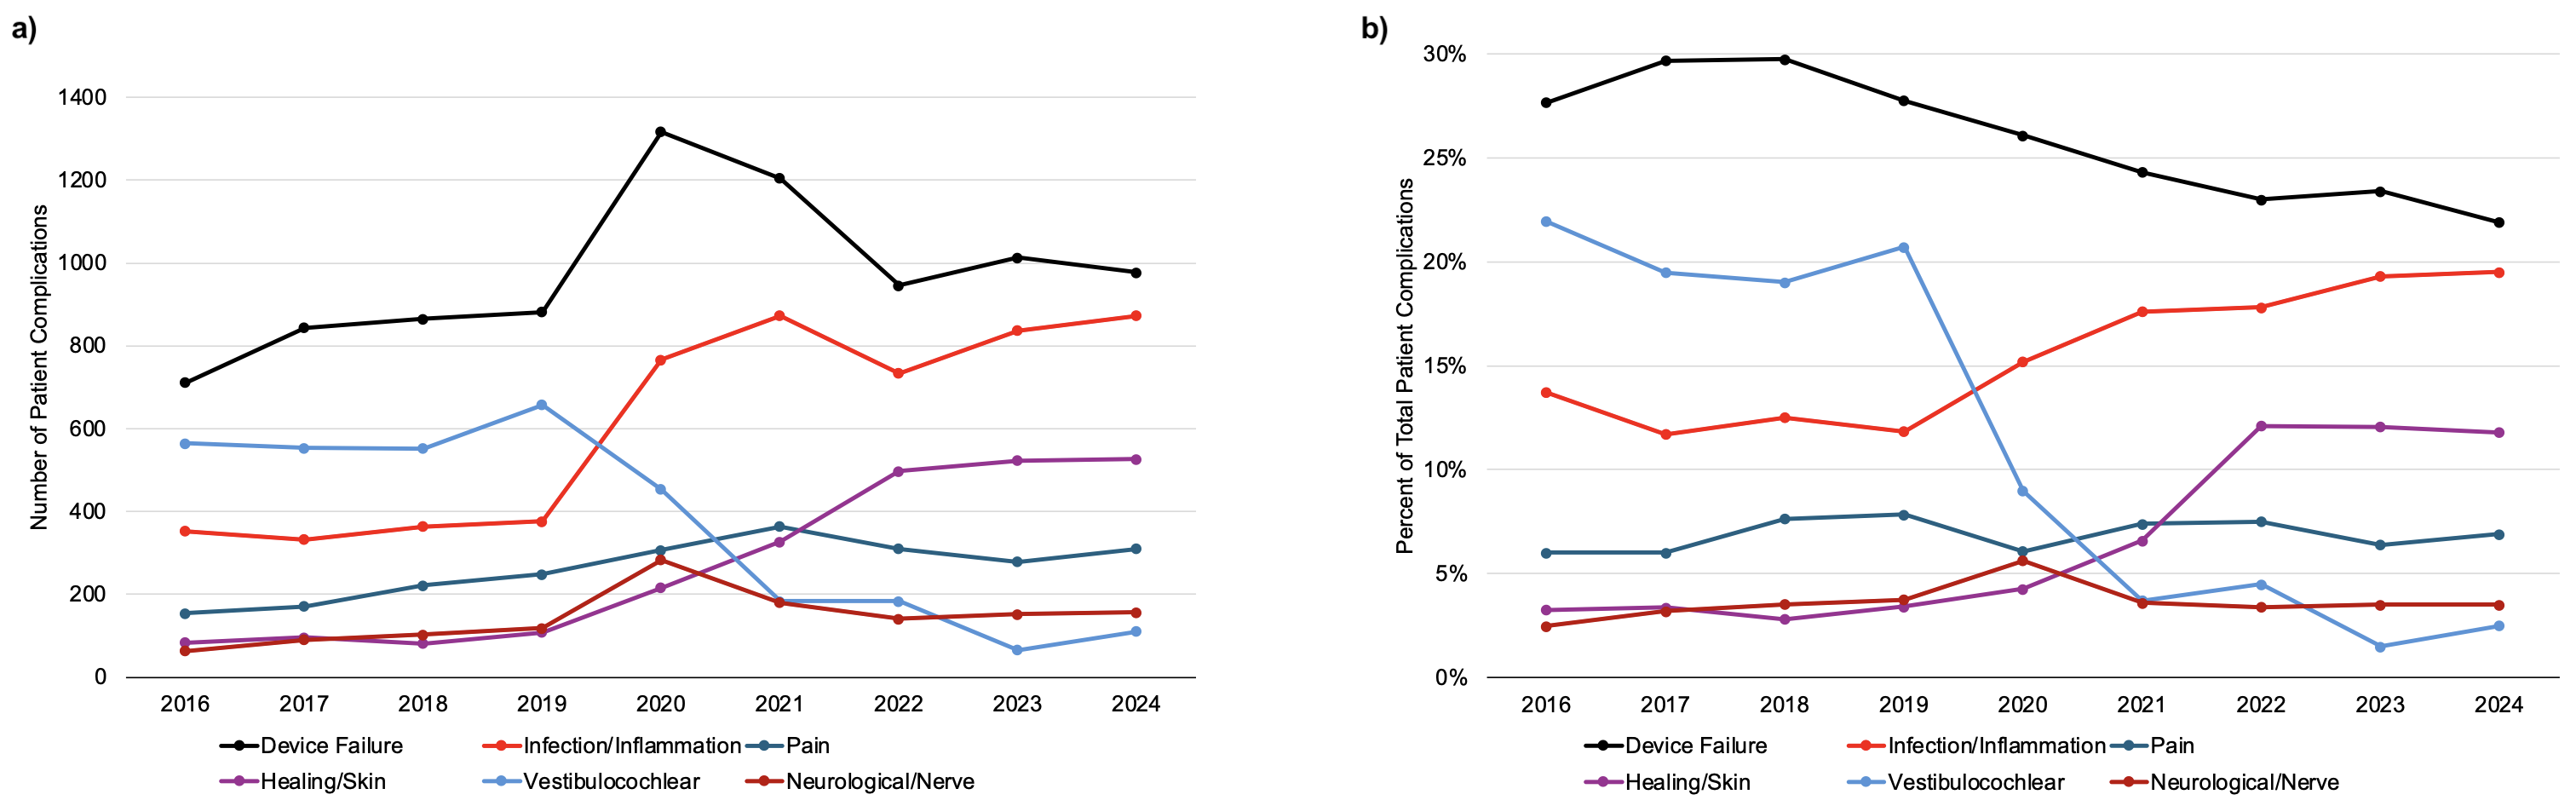 a)
Number of Patient Complications
1400
1200
1000
800
600
400
200
0
2016 2017 2018 2019 2020 2021 2022 2023 2024
Device Failure Infection/Inflammation Pain
Healing/Skin Vestibulocochlear Neurological/Nerve
b)
Percent of Total Patient Complications
30%
25%
20%
15%
10%
5%
0%
2016 2017 2018 2019 2020 2021 2022 2023 2024
Device Failure Infection/Inflammation Pain
Healing/Skin Vestibulocochlear Neurological/Nerve